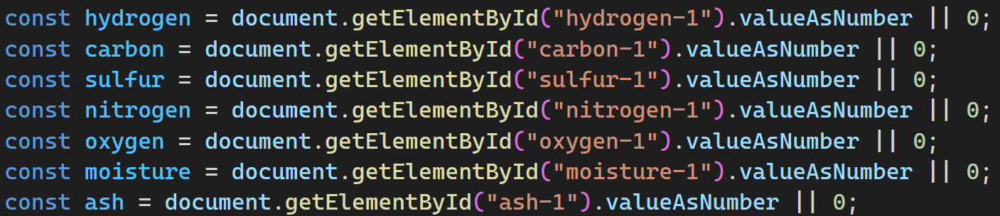 const hydrogen = document.getElementById("hydrogen-1").valueAsNumber || 0;
const carbon = document.getElementById("carbon-1").valueAsNumber || 0;
const sulfur = document.getElementById("sulfur-1").valueAsNumber || 0;
const nitrogen = document.getElementById("nitrogen-1").valueAsNumber || 0;
const oxygen = document.getElementById("oxygen-1").valueAsNumber || 0;
const moisture = document.getElementById("moisture-1").valueAsNumber || 0;
const ash = document.getElementById("ash-1").valueAsNumber || 0;